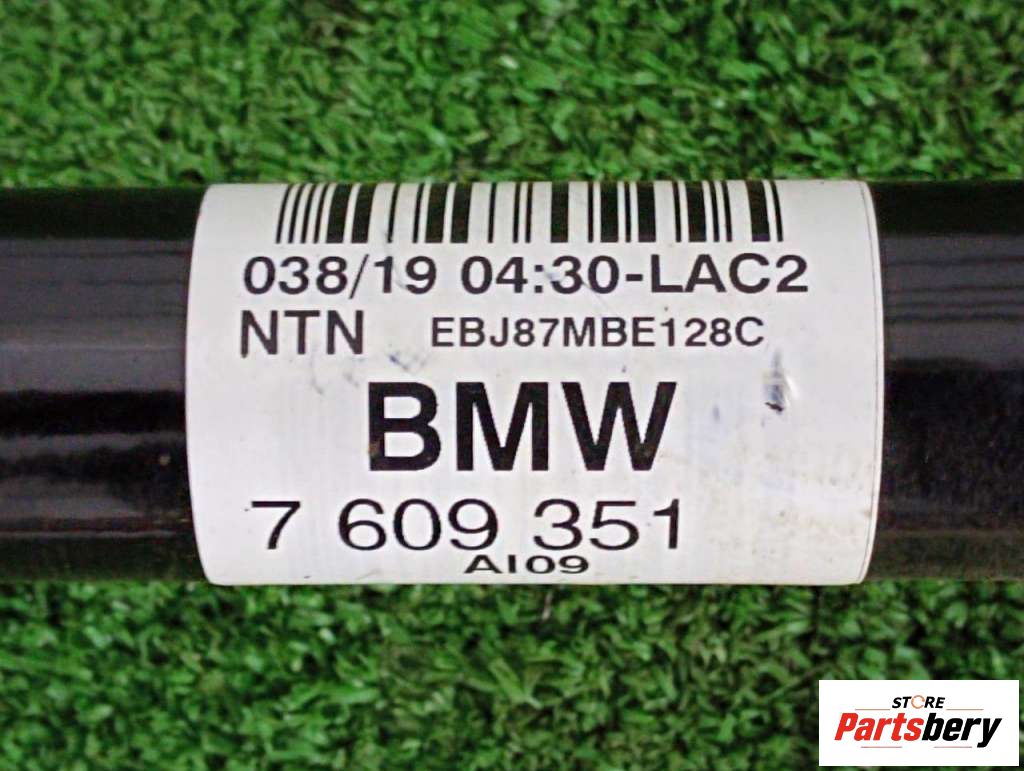 038/19 04:30-LAC2
NTN EBJ87MBE128C
BMW
7 609 351
AI09
STORE
Partsbery